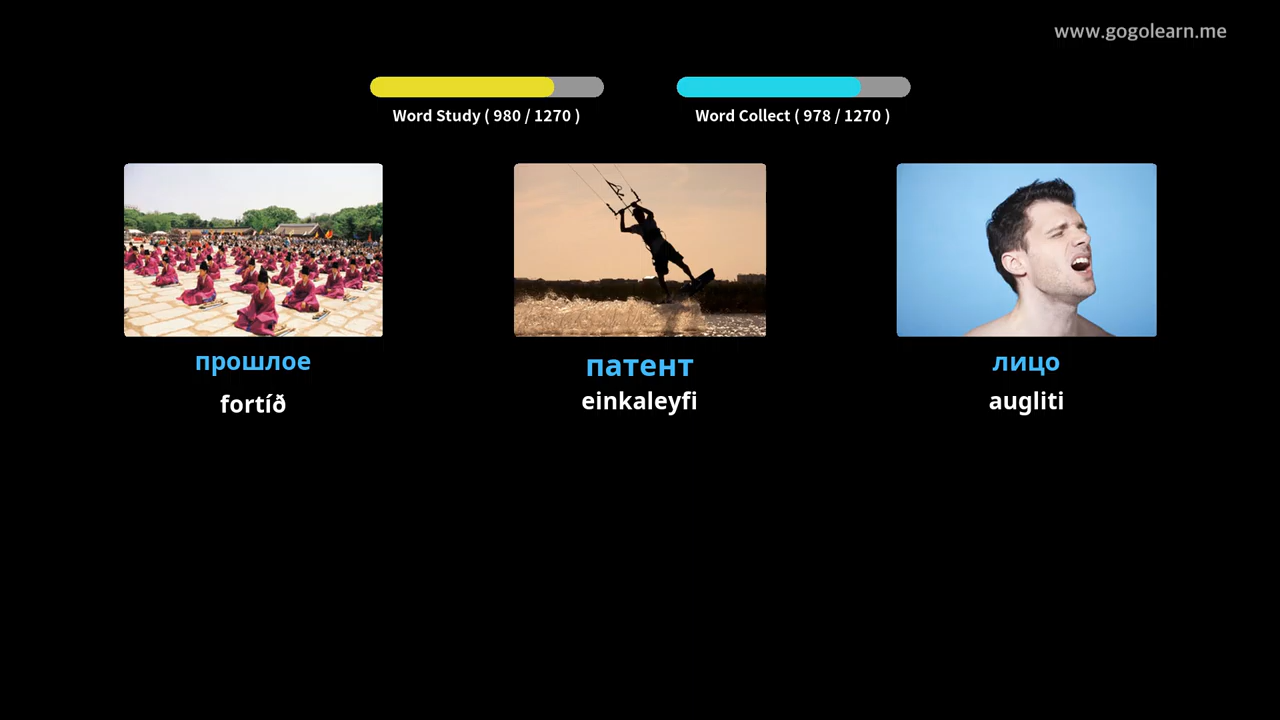 www.gogolearn.me
Word Study ( 980 / 1270 )
Word Collect ( 978 / 1270 )
прошлое
патент
лицо
fortíð
einkaleyfi
augliti